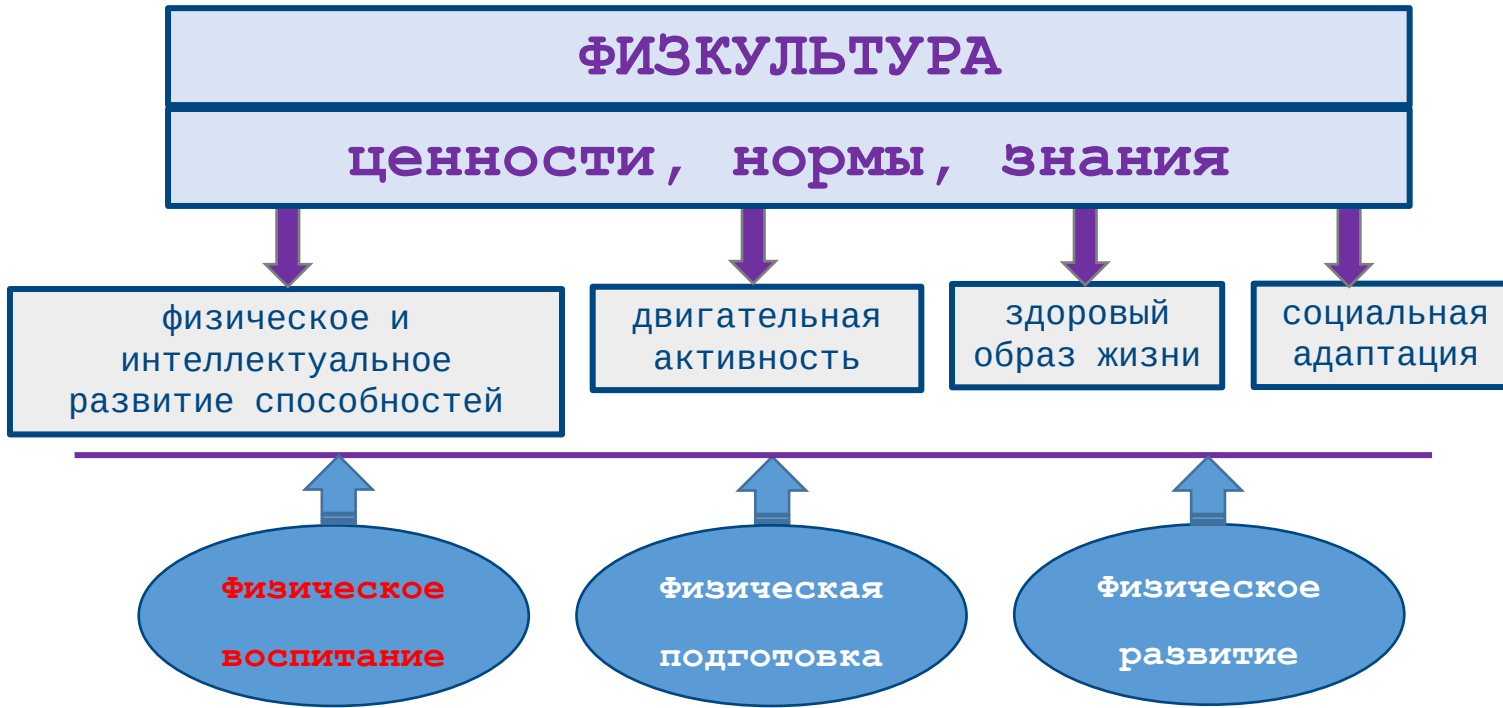 ФИЗКУЛЬТУРА
ценности, нормы, знания
физическое и
интеллектуальное
развитие способностей
двигательная
активность
здоровый
образ жизни
социальная
адаптация
Физическое
воспитание
Физическая
подготовка
Физическое
развитие